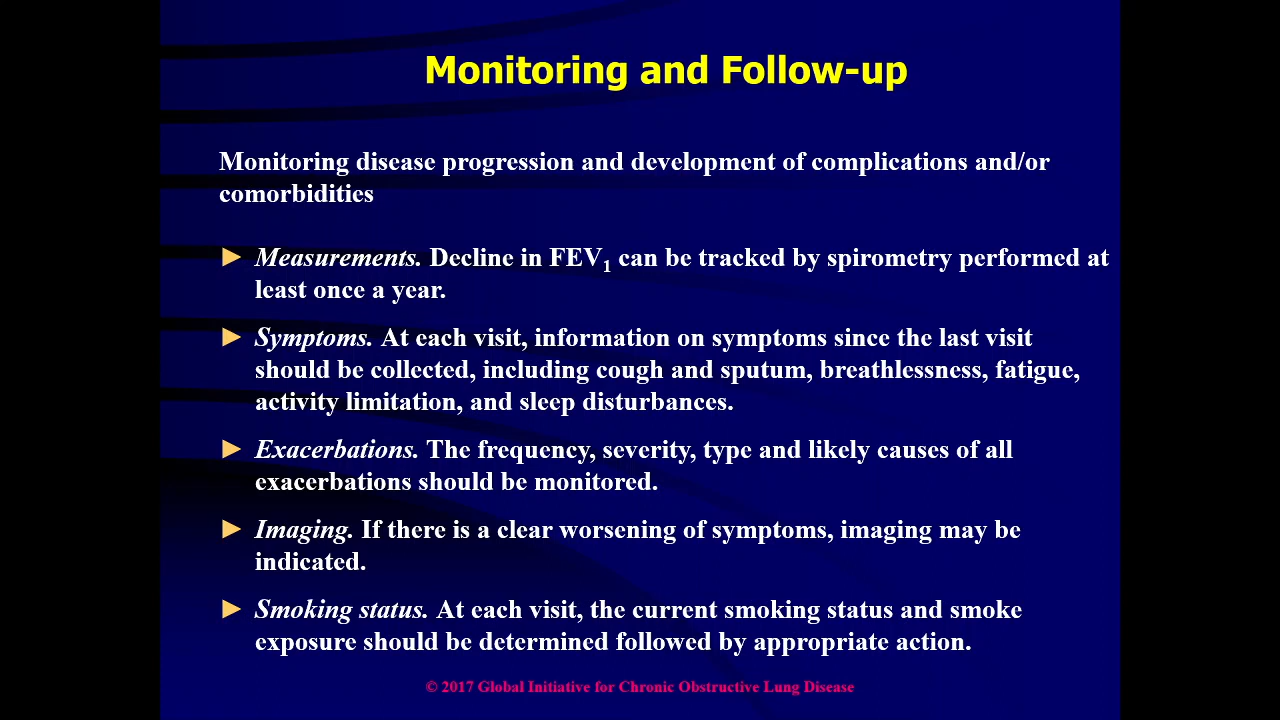 Monitoring and Follow-up
Monitoring disease progression and development of complications and/or
comorbidities
► Measurements. Decline in FEV1 can be tracked by spirometry performed at
least once a year.
► Symptoms. At each visit, information on symptoms since the last visit
should be collected, including cough and sputum, breathlessness, fatigue,
activity limitation, and sleep disturbances.
► Exacerbations. The frequency, severity, type and likely causes of all
exacerbations should be monitored.
► Imaging. If there is a clear worsening of symptoms, imaging may be
indicated.
► Smoking status. At each visit, the current smoking status and smoke
exposure should be determined followed by appropriate action.
© 2017 Global Initiative for Chronic Obstructive Lung Disease